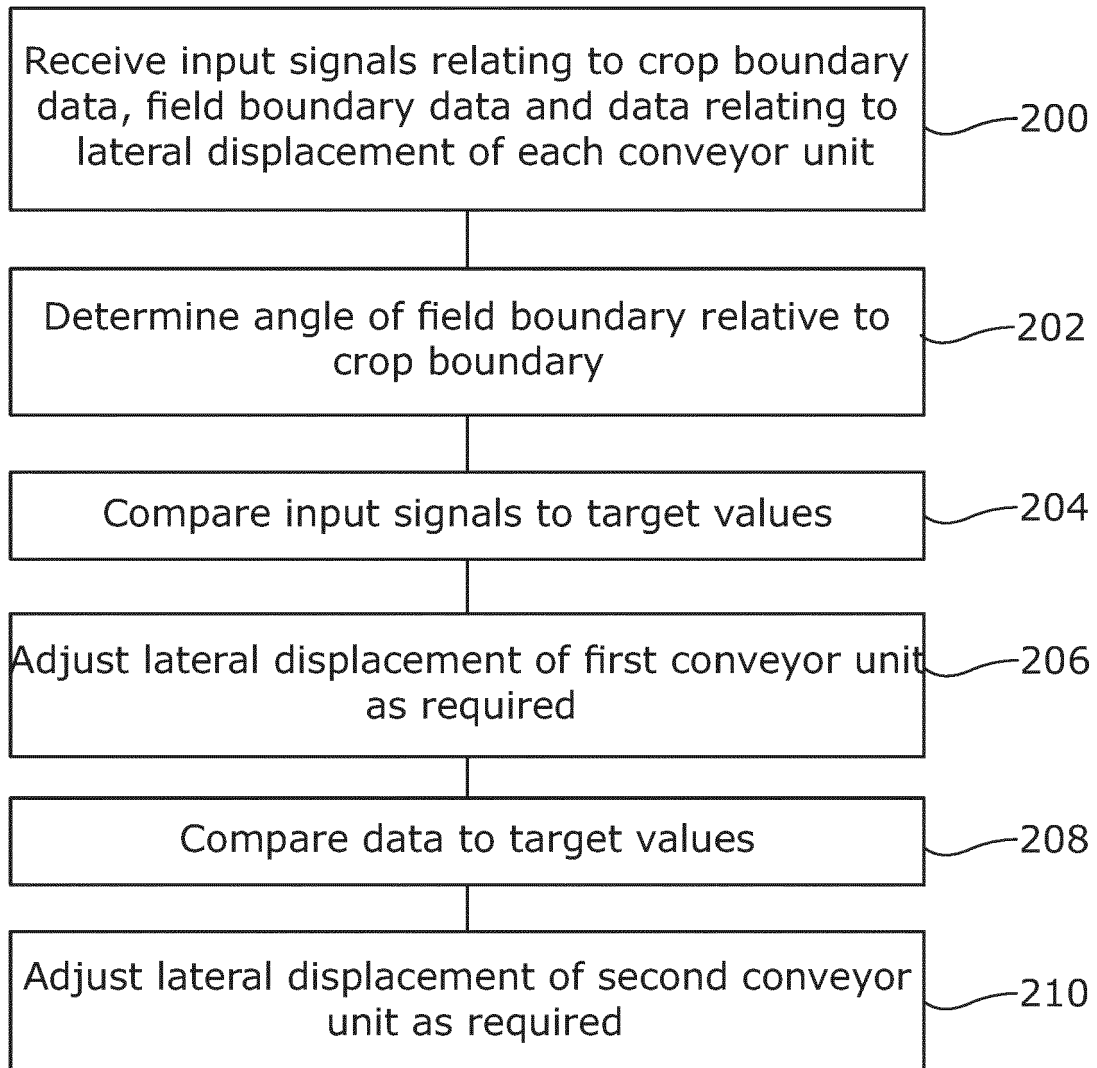 Receive input signals relating to crop boundary
data, field boundary data and data relating to
lateral displacement of each conveyor unit
200
Determine angle of field boundary relative to
crop boundary
202
Compare input signals to target values
204
Adjust lateral displacement of first conveyor unit
as required
206
Compare data to target values
208
Adjust lateral displacement of second conveyor
unit as required
210